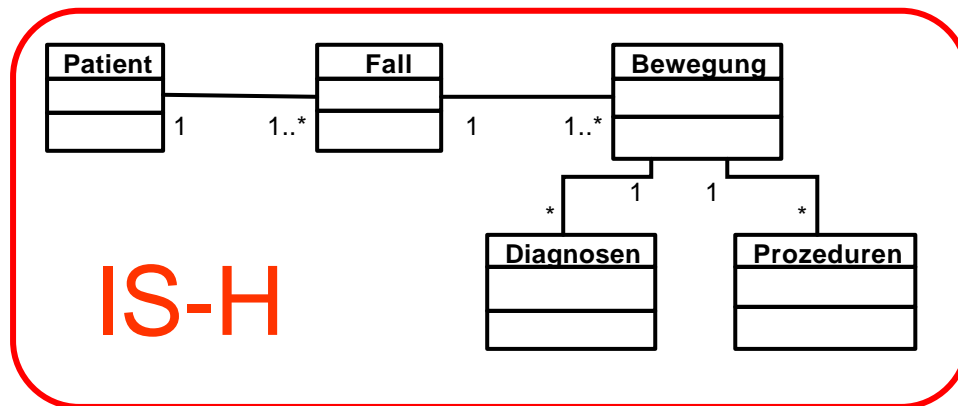 Patient
Fall
Bewegung
1
1..*
1
1..*
1
1
*
*
Diagnosen
Prozeduren
IS-H